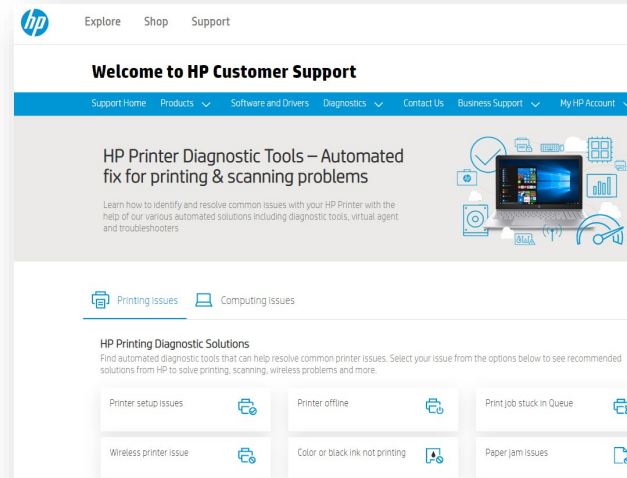 hp
Explore Shop Support
Welcome to HP Customer Support
Support Home Products Software and Drivers Diagnostics Contact Us Business Support My HP Account
HP Printer Diagnostic Tools – Automated
fix for printing & scanning problems
Learn how to identify and resolve common issues with your HP Printer with the
help of our various automated solutions including diagnostic tools, virtual agent
and troubleshooters
Printing issues Computing issues
HP Printing Diagnostic Solutions
Find automated diagnostic tools that can help resolve common printer issues. Select your issue from the options below to see recommended
solutions from HP to solve printing, scanning, wireless problems and more.
Printer setup issues Printer offline Print job stuck in Queue
Wireless printer issue Color or black ink not printing Paper jam issues